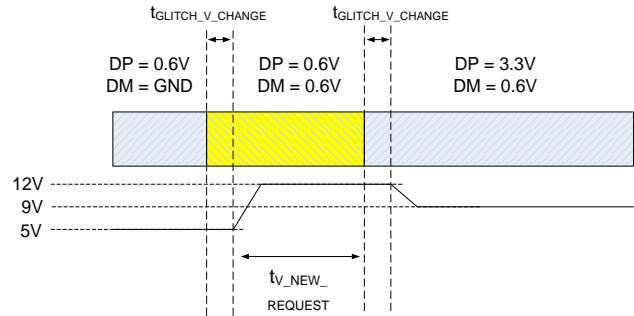 tGLITCH_V_CHANGE tGLITCH_V_CHANGE
DP = 0.6V DP = 0.6V DP = 3.3V
DM = GND DM = 0.6V DM = 0.6V
12V
9V
5V
tV_NEW_
REQUEST